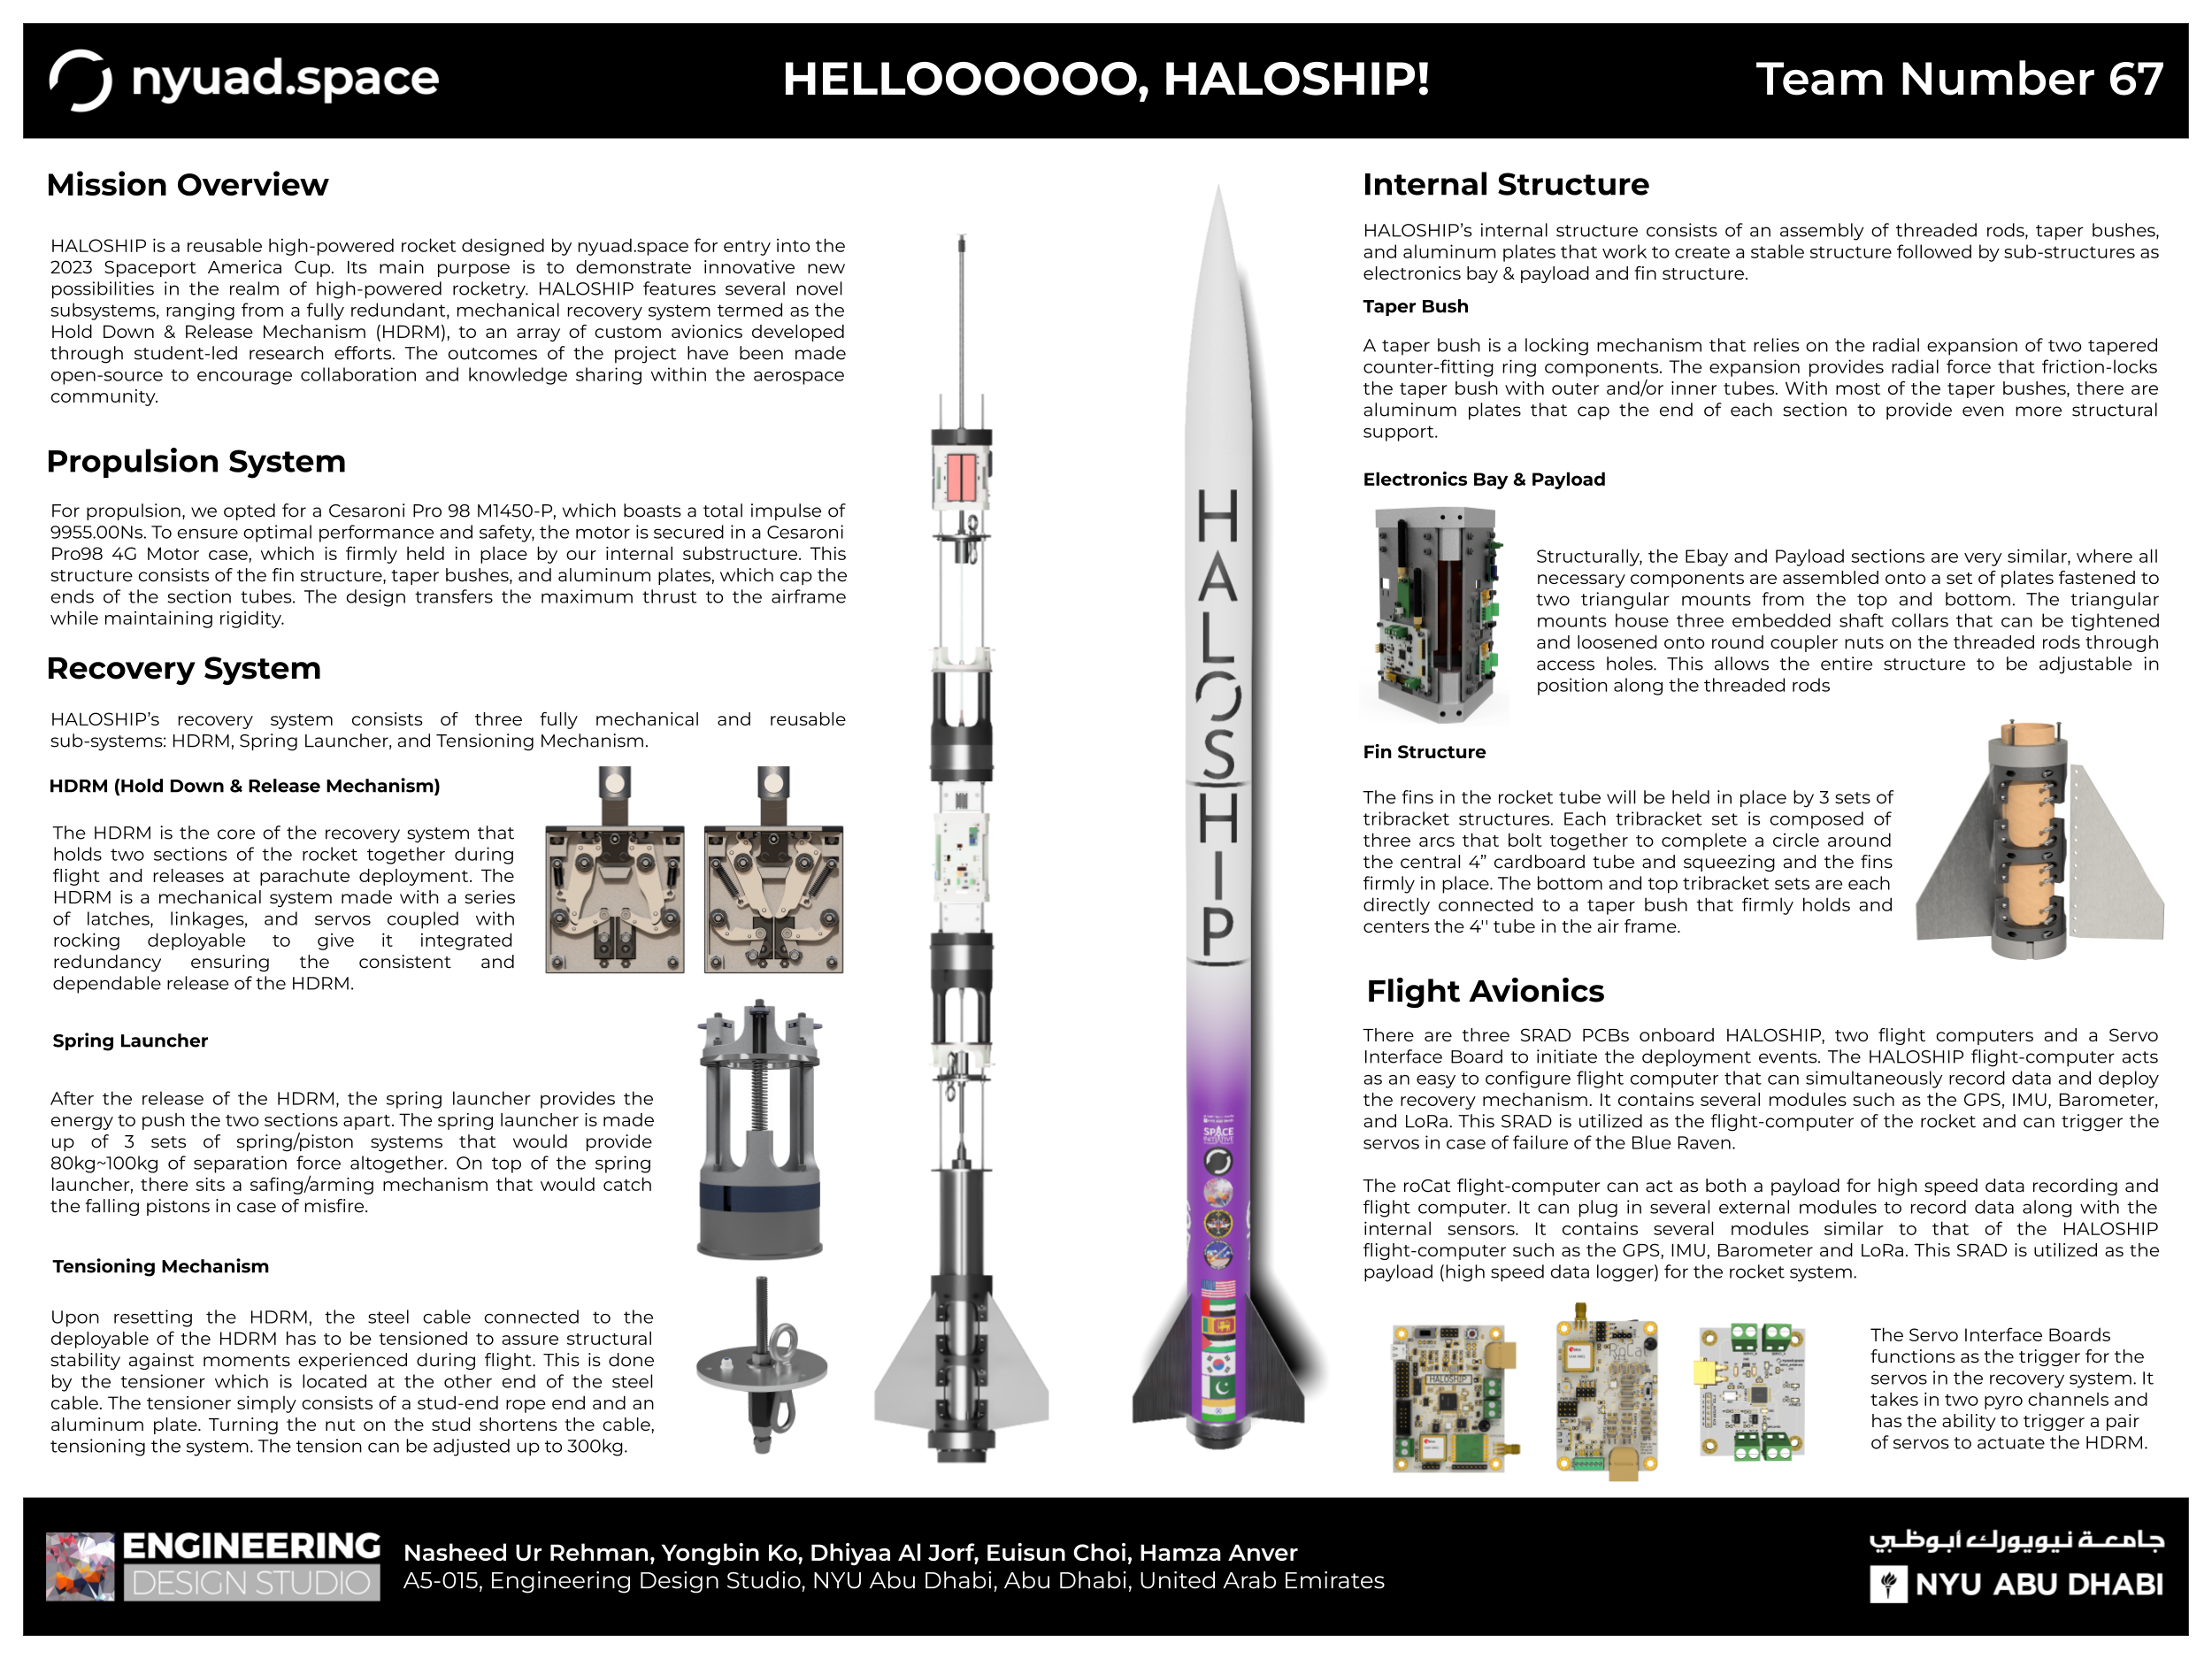 nyuad.space
HELLOOOOOO, HALOSHIP!
Team Number 67
Mission Overview
HALOSHIP is a reusable high-powered rocket designed by nyuad.space for entry into the
2023 Spaceport America Cup. Its main purpose is to demonstrate innovative new
possibilities in the realm of high-powered rocketry. HALOSHIP features several novel
subsystems, ranging from a fully redundant, mechanical recovery system termed as the
Hold Down & Release Mechanism (HDRM), to an array of custom avionics developed
through student-led research efforts. The outcomes of the project have been made
open-source to encourage collaboration and knowledge sharing within the aerospace
community.
Propulsion System
For propulsion, we opted for a Cesaroni Pro 98 M1450-P, which boasts a total impulse of
9955.00Ns. To ensure optimal performance and safety, the motor is secured in a Cesaroni
Pro98 4G Motor case, which is firmly held in place by our internal substructure. This
structure consists of the fin structure, taper bushes, and aluminum plates, which cap the
ends of the section tubes. The design transfers the maximum thrust to the airframe
while maintaining rigidity.
Recovery System
HALOSHIP's recovery system consists of three fully mechanical and reusable
sub-systems: HDRM, Spring Launcher, and Tensioning Mechanism.
HDRM (Hold Down & Release Mechanism)
The HDRM is the core of the recovery system that
holds two sections of the rocket together during
flight and releases at parachute deployment. The
HDRM is a mechanical system made with a series
of latches, linkages, and servos coupled with
rocking deployable to give it integrated
redundancy ensuring the consistent and
dependable release of the HDRM.
Spring Launcher
After the release of the HDRM, the spring launcher provides the
energy to push the two sections apart. The spring launcher is made
up of 3 sets of spring/piston systems that would provide
80kg~100kg of separation force altogether. On top of the spring
launcher, there sits a safing/arming mechanism that would catch
the falling pistons in case of misfire.
Tensioning Mechanism
Upon resetting the HDRM, the steel cable connected to the
deployable of the HDRM has to be tensioned to assure structural
stability against moments experienced during flight. This is done
by the tensioner which is located at the other end of the steel
cable. The tensioner simply consists of a stud-end rope end and an
aluminum plate. Turning the nut on the stud shortens the cable,
tensioning the system. The tension can be adjusted up to 300kg.
HALOSHIP
SPACE
Internal Structure
HALOSHIP's internal structure consists of an assembly of threaded rods, taper bushes,
and aluminum plates that work to create a stable structure followed by sub-structures as
electronics bay & payload and fin structure.
Taper Bush
A taper bush is a locking mechanism that relies on the radial expansion of two tapered
counter-fitting ring components. The expansion provides radial force that friction-locks
the taper bush with outer and/or inner tubes. With most of the taper bushes, there are
aluminum plates that cap the end of each section to provide even more structural
support.
Electronics Bay & Payload
Structurally, the Ebay and Payload sections are very similar, where all
necessary components are assembled onto a set of plates fastened to
two triangular mounts from the top and bottom. The triangular
mounts house three embedded shaft collars that can be tightened
and loosened onto round coupler nuts on the threaded rods through
access holes. This allows the entire structure to be adjustable in
position along the threaded rods
Fin Structure
The fins in the rocket tube will be held in place by 3 sets of
tribracket structures. Each tribracket set is composed of
three arcs that bolt together to complete a circle around
the central 4” cardboard tube and squeezing and the fins
firmly in place. The bottom and top tribracket sets are each
directly connected to a taper bush that firmly holds and
centers the 4'' tube in the air frame.
Flight Avionics
There are three SRAD PCBs onboard HALOSHIP, two flight computers and a Servo
Interface Board to initiate the deployment events. The HALOSHIP flight-computer acts
as an easy to configure flight computer that can simultaneously record data and deploy
the recovery mechanism. It contains several modules such as the GPS, IMU, Barometer,
and LoRa. This SRAD is utilized as the flight-computer of the rocket and can trigger the
servos in case of failure of the Blue Raven.
The roCat flight-computer can act as both a payload for high speed data recording and
flight computer. It can plug in several external modules to record data along with the
internal sensors. It contains several modules similar to that of the HALOSHIP
flight-computer such as the GPS, IMU, Barometer and LoRa. This SRAD is utilized as the
payload (high speed data logger) for the rocket system.
HALOSHIP
RoCat
The Servo Interface Boards
functions as the trigger for the
servos in the recovery system. It
takes in two pyro channels and
has the ability to trigger a pair
of servos to actuate the HDRM.
ENGINEERING
DESIGN STUDIO
Nasheed Ur Rehman, Yongbin Ko, Dhiyaa Al Jorf, Euisun Choi, Hamza Anver
A5-015, Engineering Design Studio, NYU Abu Dhabi, Abu Dhabi, United Arab Emirates
جامعة نيويورك أبوظبي
NYU ABU DHABI